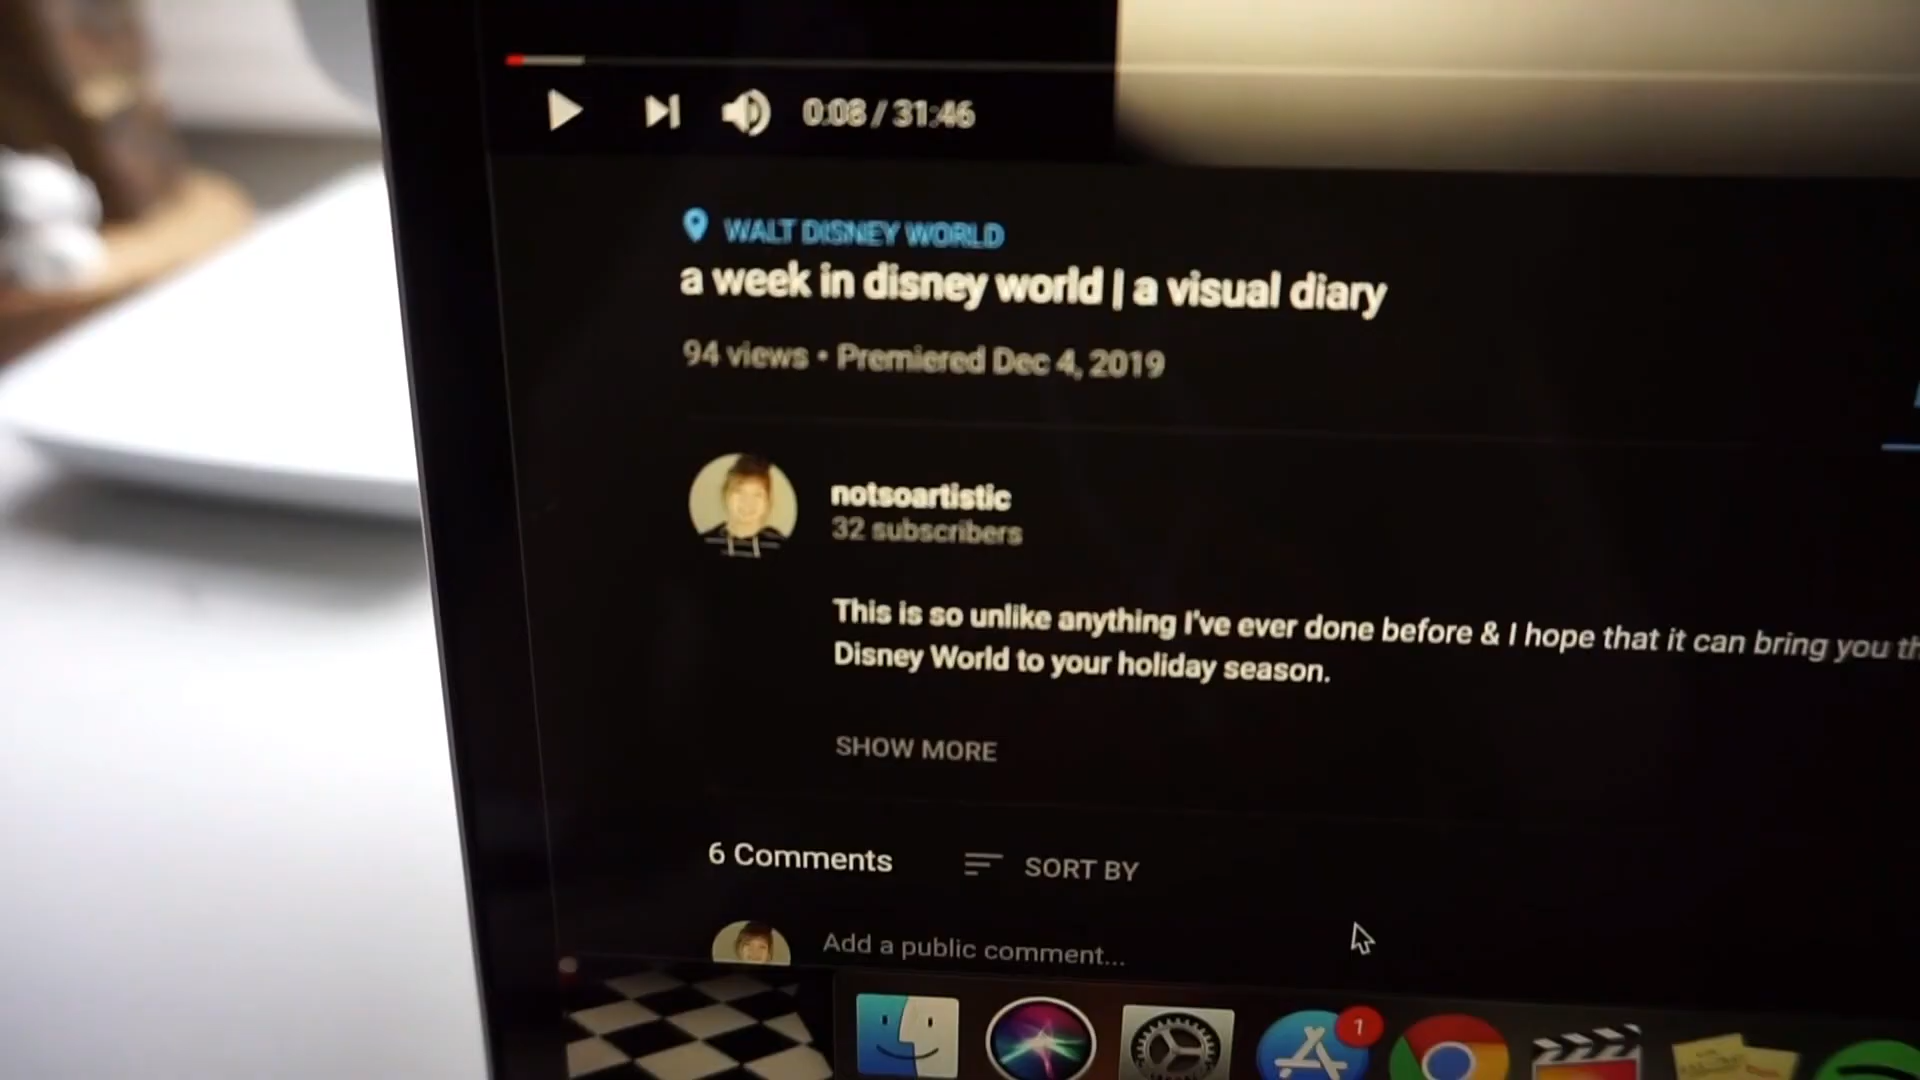 0:08 / 31:46
WALT DISNEY WORLD
a week in disney world | a visual diary
94 views • Premiered Dec 4, 2019
notsoartistic
32 subscribers
This is so unlike anything I've ever done before & I hope that it can bring you
Disney World to your holiday season.
SHOW MORE
6 Comments
SORT BY
Add a public comment...
1